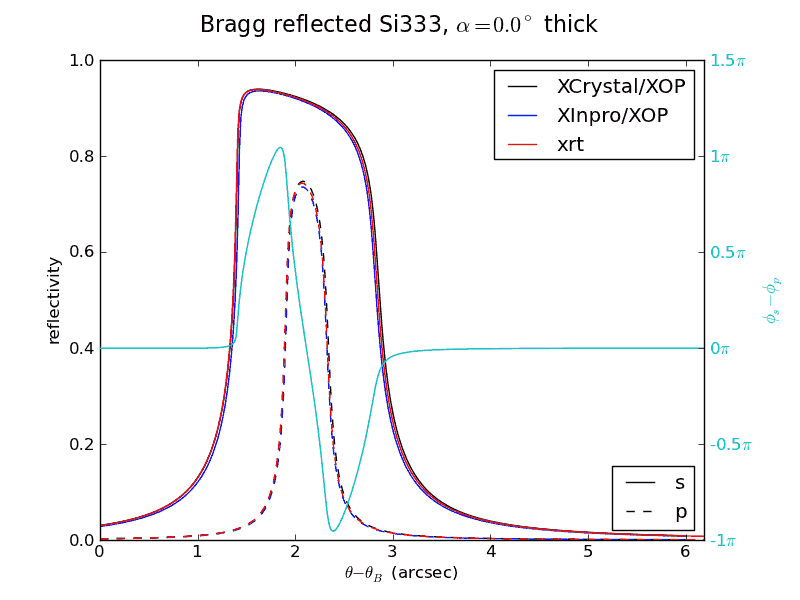 Bragg reflected Si333, α=0.0° thick
1.0
0.8
0.6
0.4
0.2
0.0
reflectivity
0 1 2 3 4 5 6
θ−θ_B (arcsec)
1.5π
1π
0.5π
0π
-0.5π
-1π
ϕ_s −ϕ_p
XCrystal/XOP
XInpro/XOP
xrt
s
p